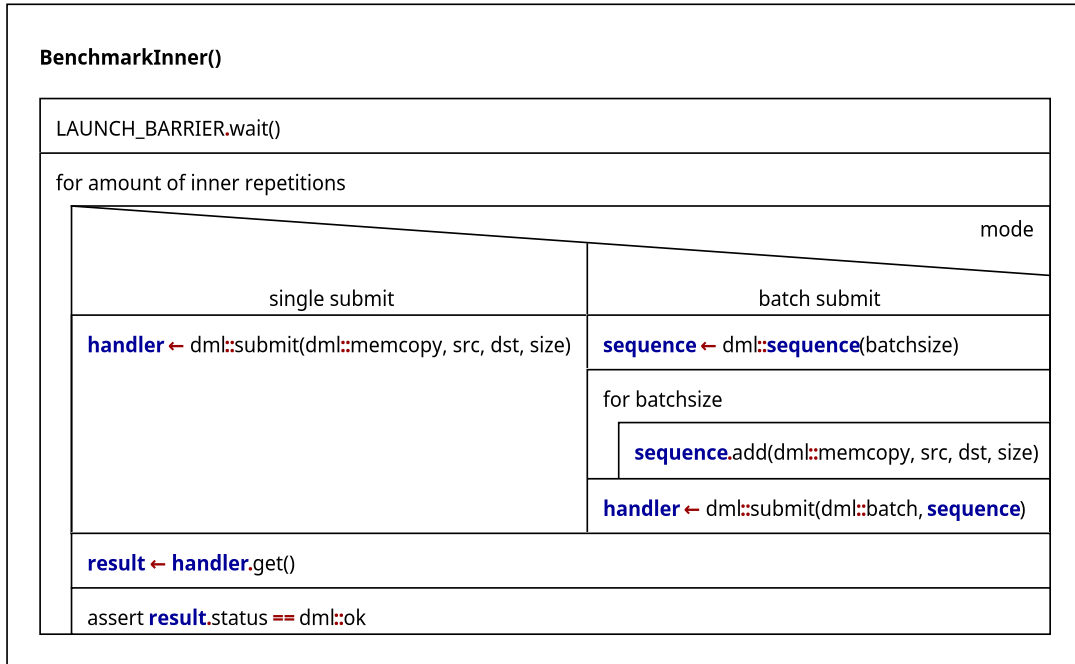 BenchmarkInner()
LAUNCH_BARRIER.wait()
for amount of inner repetitions
mode
single submit
batch submit
handler ← dml::submit(dml::memcopy, src, dst, size)
sequence ← dml::sequence(batchsize)
for batchsize
sequence.add(dml::memcopy, src, dst, size)
handler ← dml::submit(dml::batch, sequence)
result ← handler.get()
assert result.status == dml::ok